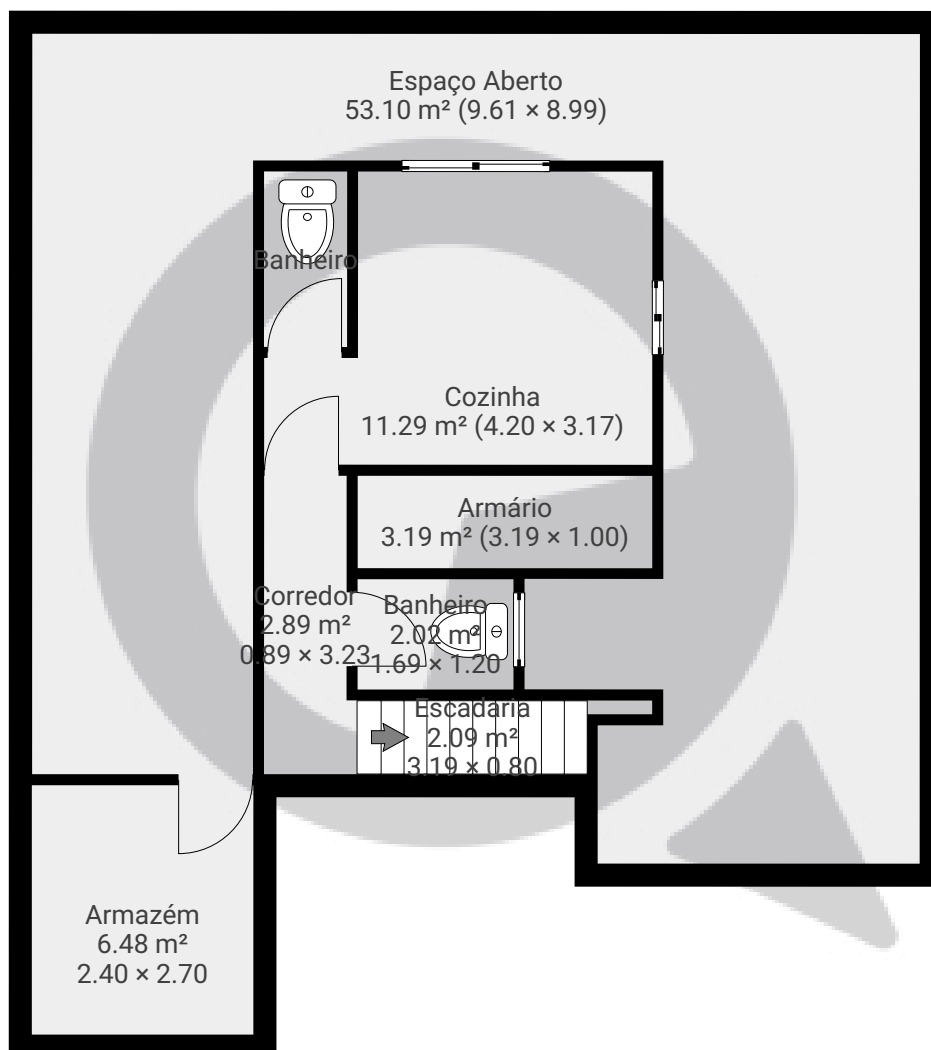 Espaço Aberto
53.10 m² (9.61 × 8.99)
Banheiro
Cozinha
11.29 m² (4.20 × 3.17)
Armário
3.19 m² (3.19 × 1.00)
Corredor
2.89 m²
0.89 × 3.23
Banheiro
2.02 m²
1.69 × 1.20
Escadaria
2.09 m²
3.19 × 0.80
Armazém
6.48 m²
2.40 × 2.70